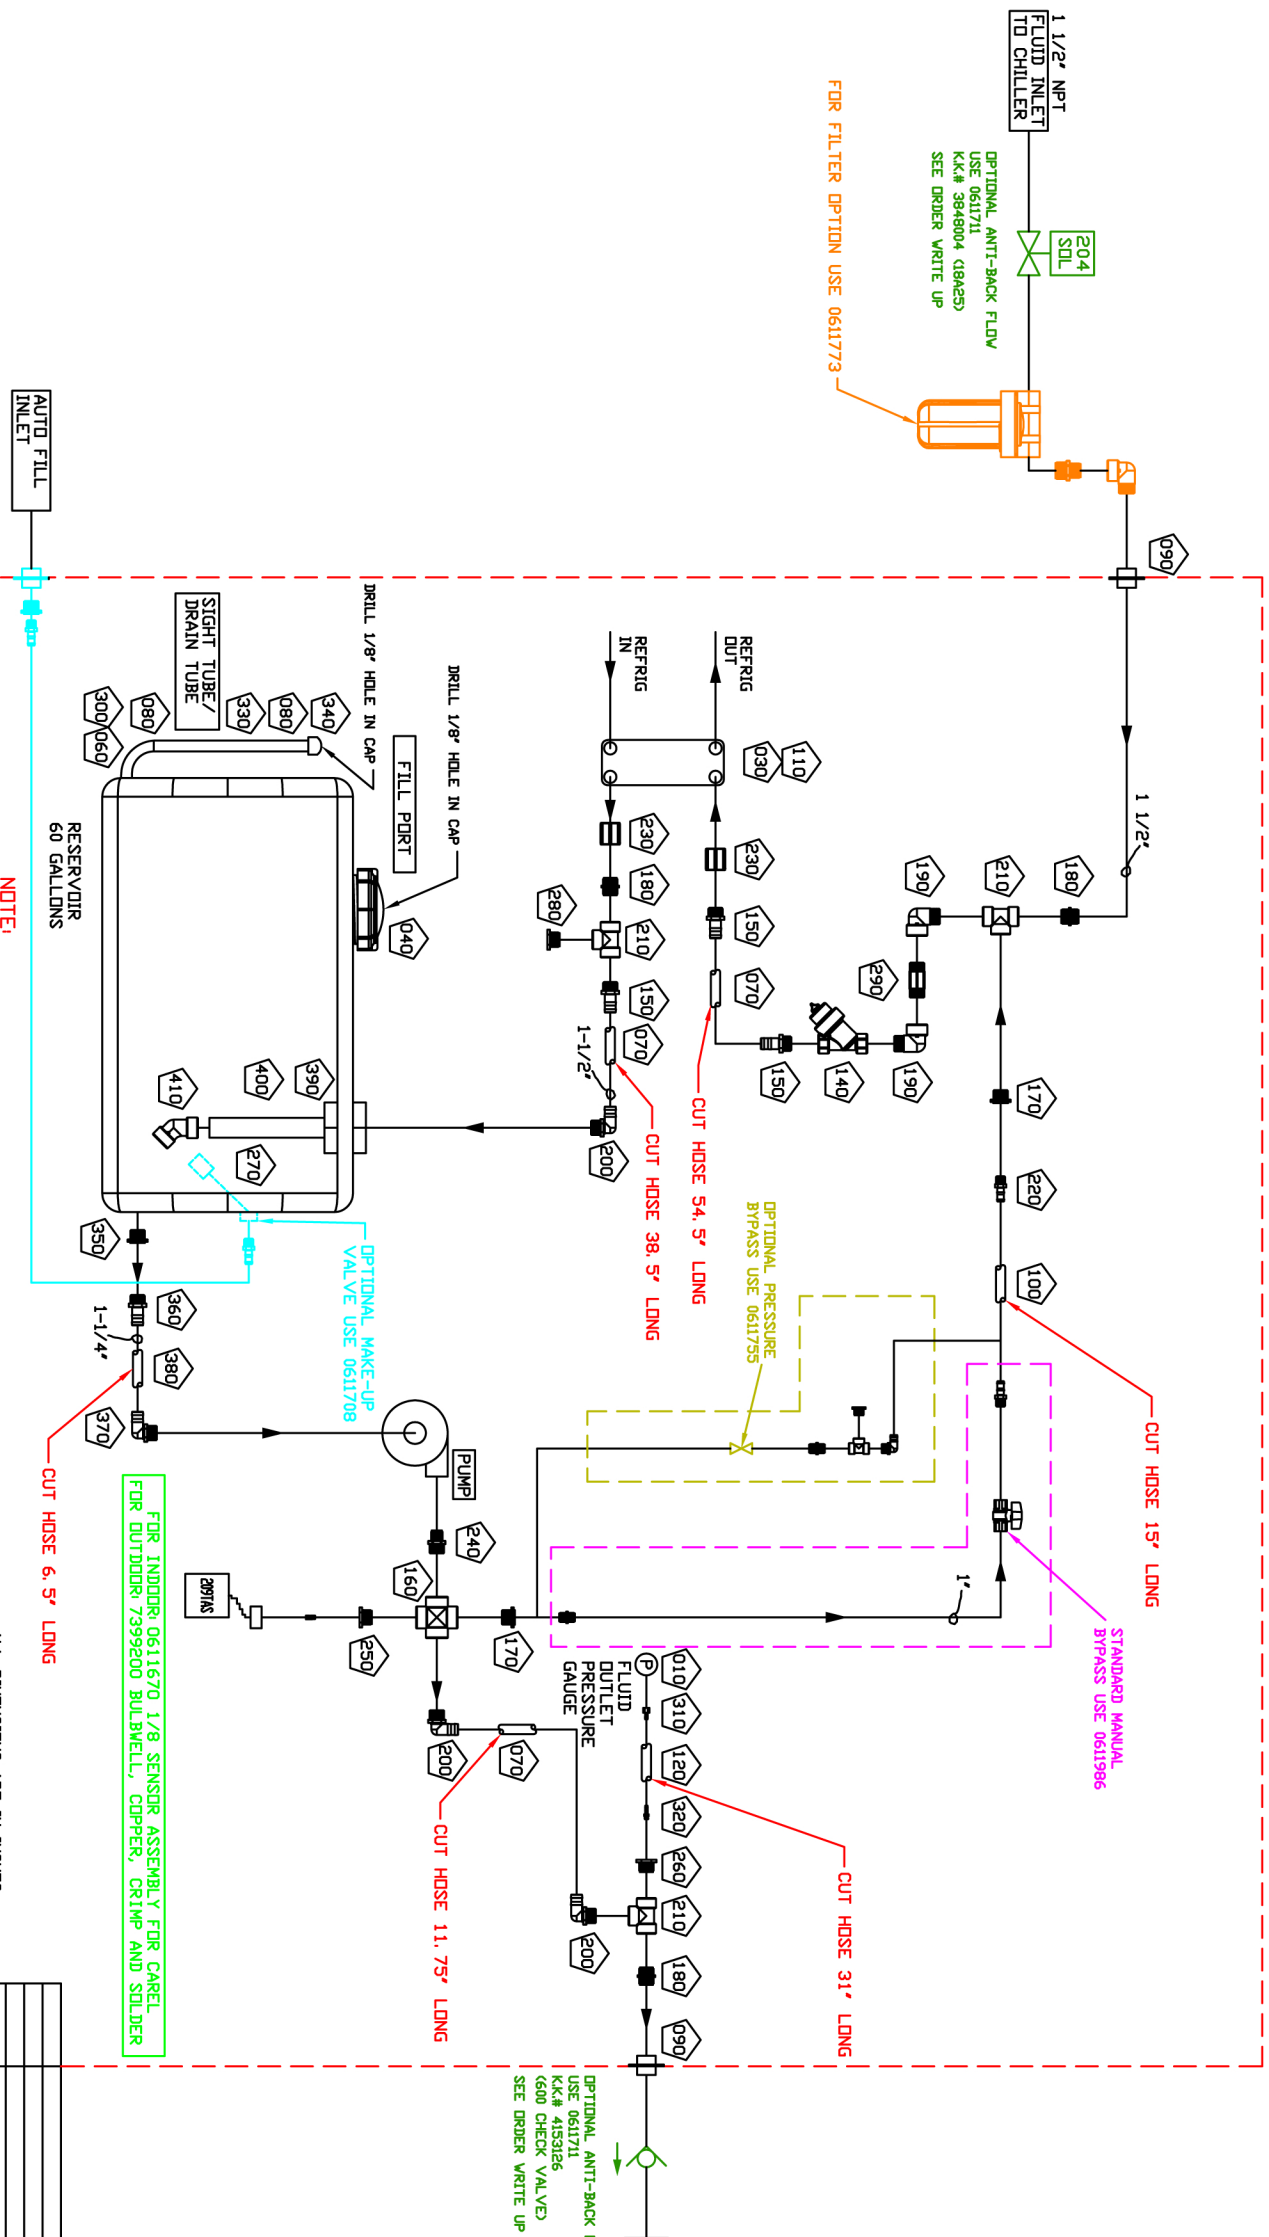 1 1/2" NPT
FLUID INLET
TO CHILLER
204
SOL
OPTIONAL ANTI-BACK FLOW
USE 0611711
K.K.# 3848004 (18A25)
SEE ORDER WRITE UP
FOR FILTER OPTION USE 0611773
090
1 1/2"
180
210
190
290
190
140
150
070
150
230
CUT HOSE 54.5" LONG
170
220
100
CUT HOSE 15" LONG
STANDARD MANUAL
BYPASS USE 0611986
1"
OPTIONAL PRESSURE
BYPASS USE 0611755
REFRIG
OUT
REFRIG
IN
110
030
230
180
210
280
150
070
1-1/2"
200
CUT HOSE 38.5" LONG
AUTO FILL
INLET
DRILL 1/8" HOLE IN CAP
DRILL 1/8" HOLE IN CAP
SIGHT TUBE/
DRAIN TUBE
340
080
330
080
300
060
FILL PORT
040
RESERVOIR
60 GALLONS
NOTE:
390
400
410
270
OPTIONAL MAKE-UP
VALVE USE 0611708
350
360
1-1/4"
380
370
CUT HOSE 6.5" LONG
PUMP
240
160
170
250
209TAS
200
070
CUT HOSE 11.75" LONG
200
FLUID
OUTLET
PRESSURE
GAUGE
P
010
310
120
320
260
210
180
090
CUT HOSE 31" LONG
FOR INDOOR: 0611670 1/8 SENSOR ASSEMBLY FOR CAREL
FOR OUTDOOR: 7399200 BULBWELL, COPPER, CRIMP AND SOLDER
OPTIONAL ANTI-BACK
USE 0611711
K.K.# 4153126
(600 CHECK VALVE)
SEE ORDER WRITE UP